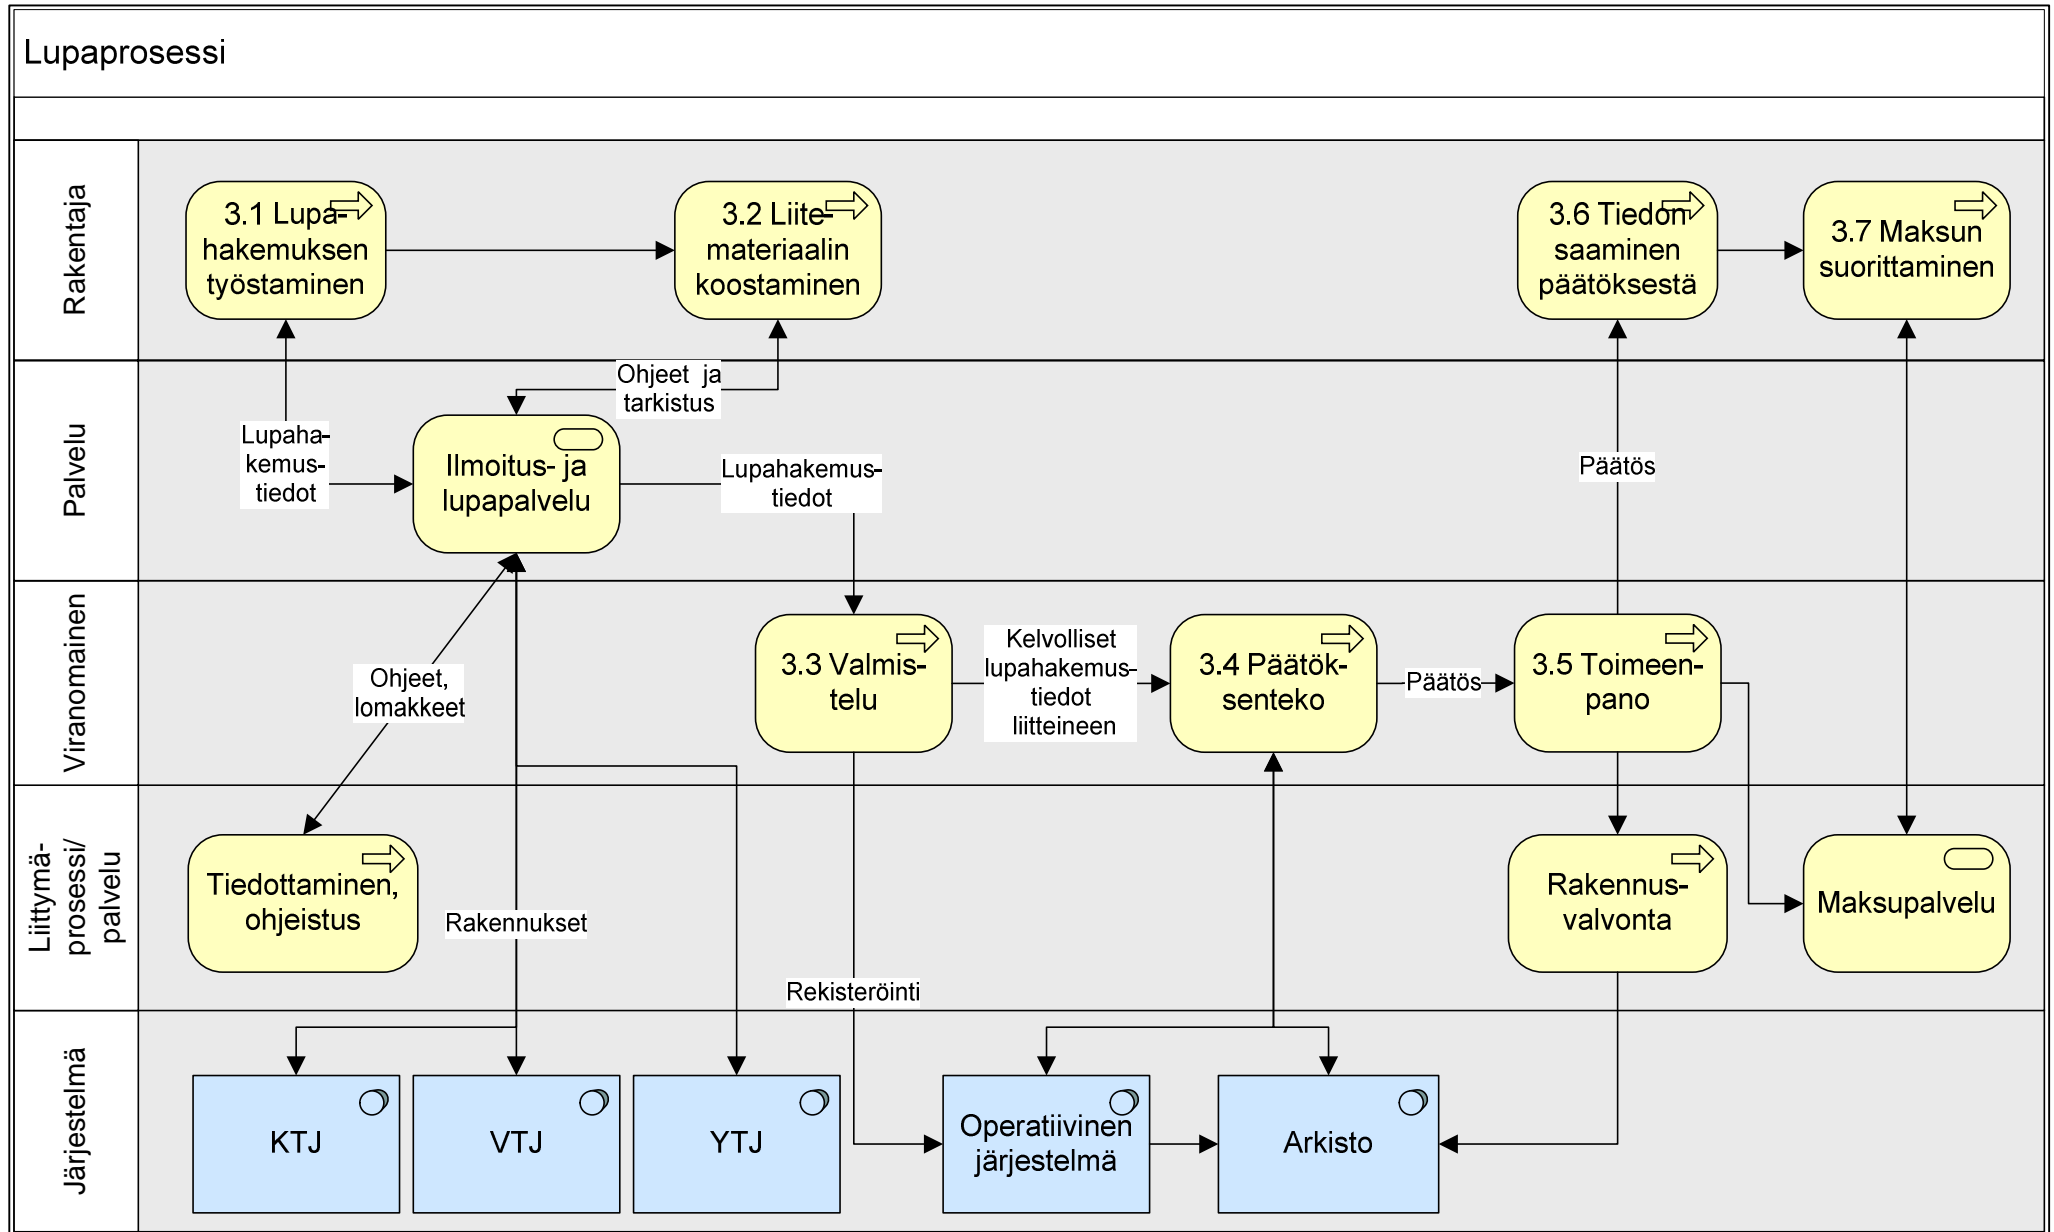 Lupaprosessi
Rakentaja
3.1 Lupa-
hakemuksen
työstaminen
3.2 Liite-
materiaalin
koostaminen
3.6 Tiedon
saaminen
päätöksestä
3.7 Maksun
suorittaminen
Palvelu
Ohjeet ja
tarkistus
Lupaha-
kemus-
tiedot
Ilmoitus- ja
lupapalvelu
Lupahakemus-
tiedot
Päätös
Viranomainen
Ohjeet,
lomakkeet
3.3 Valmis-
telu
Kelvolliset
lupahakemus-
tiedot
liitteineen
3.4 Päätök-
senteko
Päätös
3.5 Toimeen-
pano
Liittymä-
prosessi/
palvelu
Tiedottaminen,
ohjeistus
Rakennukset
Rekisteröinti
Rakennus-
valvonta
Maksupalvelu
Järjestelmä
KTJ
VTJ
YTJ
Operatiivinen
järjestelmä
Arkisto